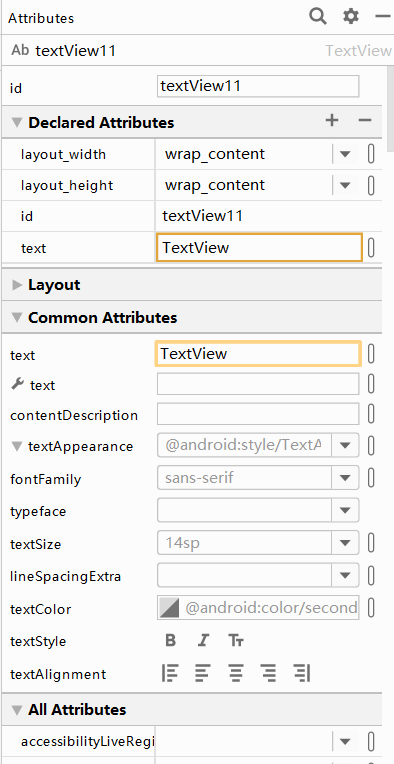 Attributes
Ab textView11 TextView
id textView11
Declared Attributes
layout_width wrap_content
layout_height wrap_content
id textView11
text TextView
Layout
Common Attributes
text TextView
text
contentDescription
textAppearance @android:style/TextA
fontFamily sans-serif
typeface
textSize 14sp
lineSpacingExtra
textColor @android:color/second
textStyle B I Tт
textAlignment
All Attributes
accessibilityLiveRegi